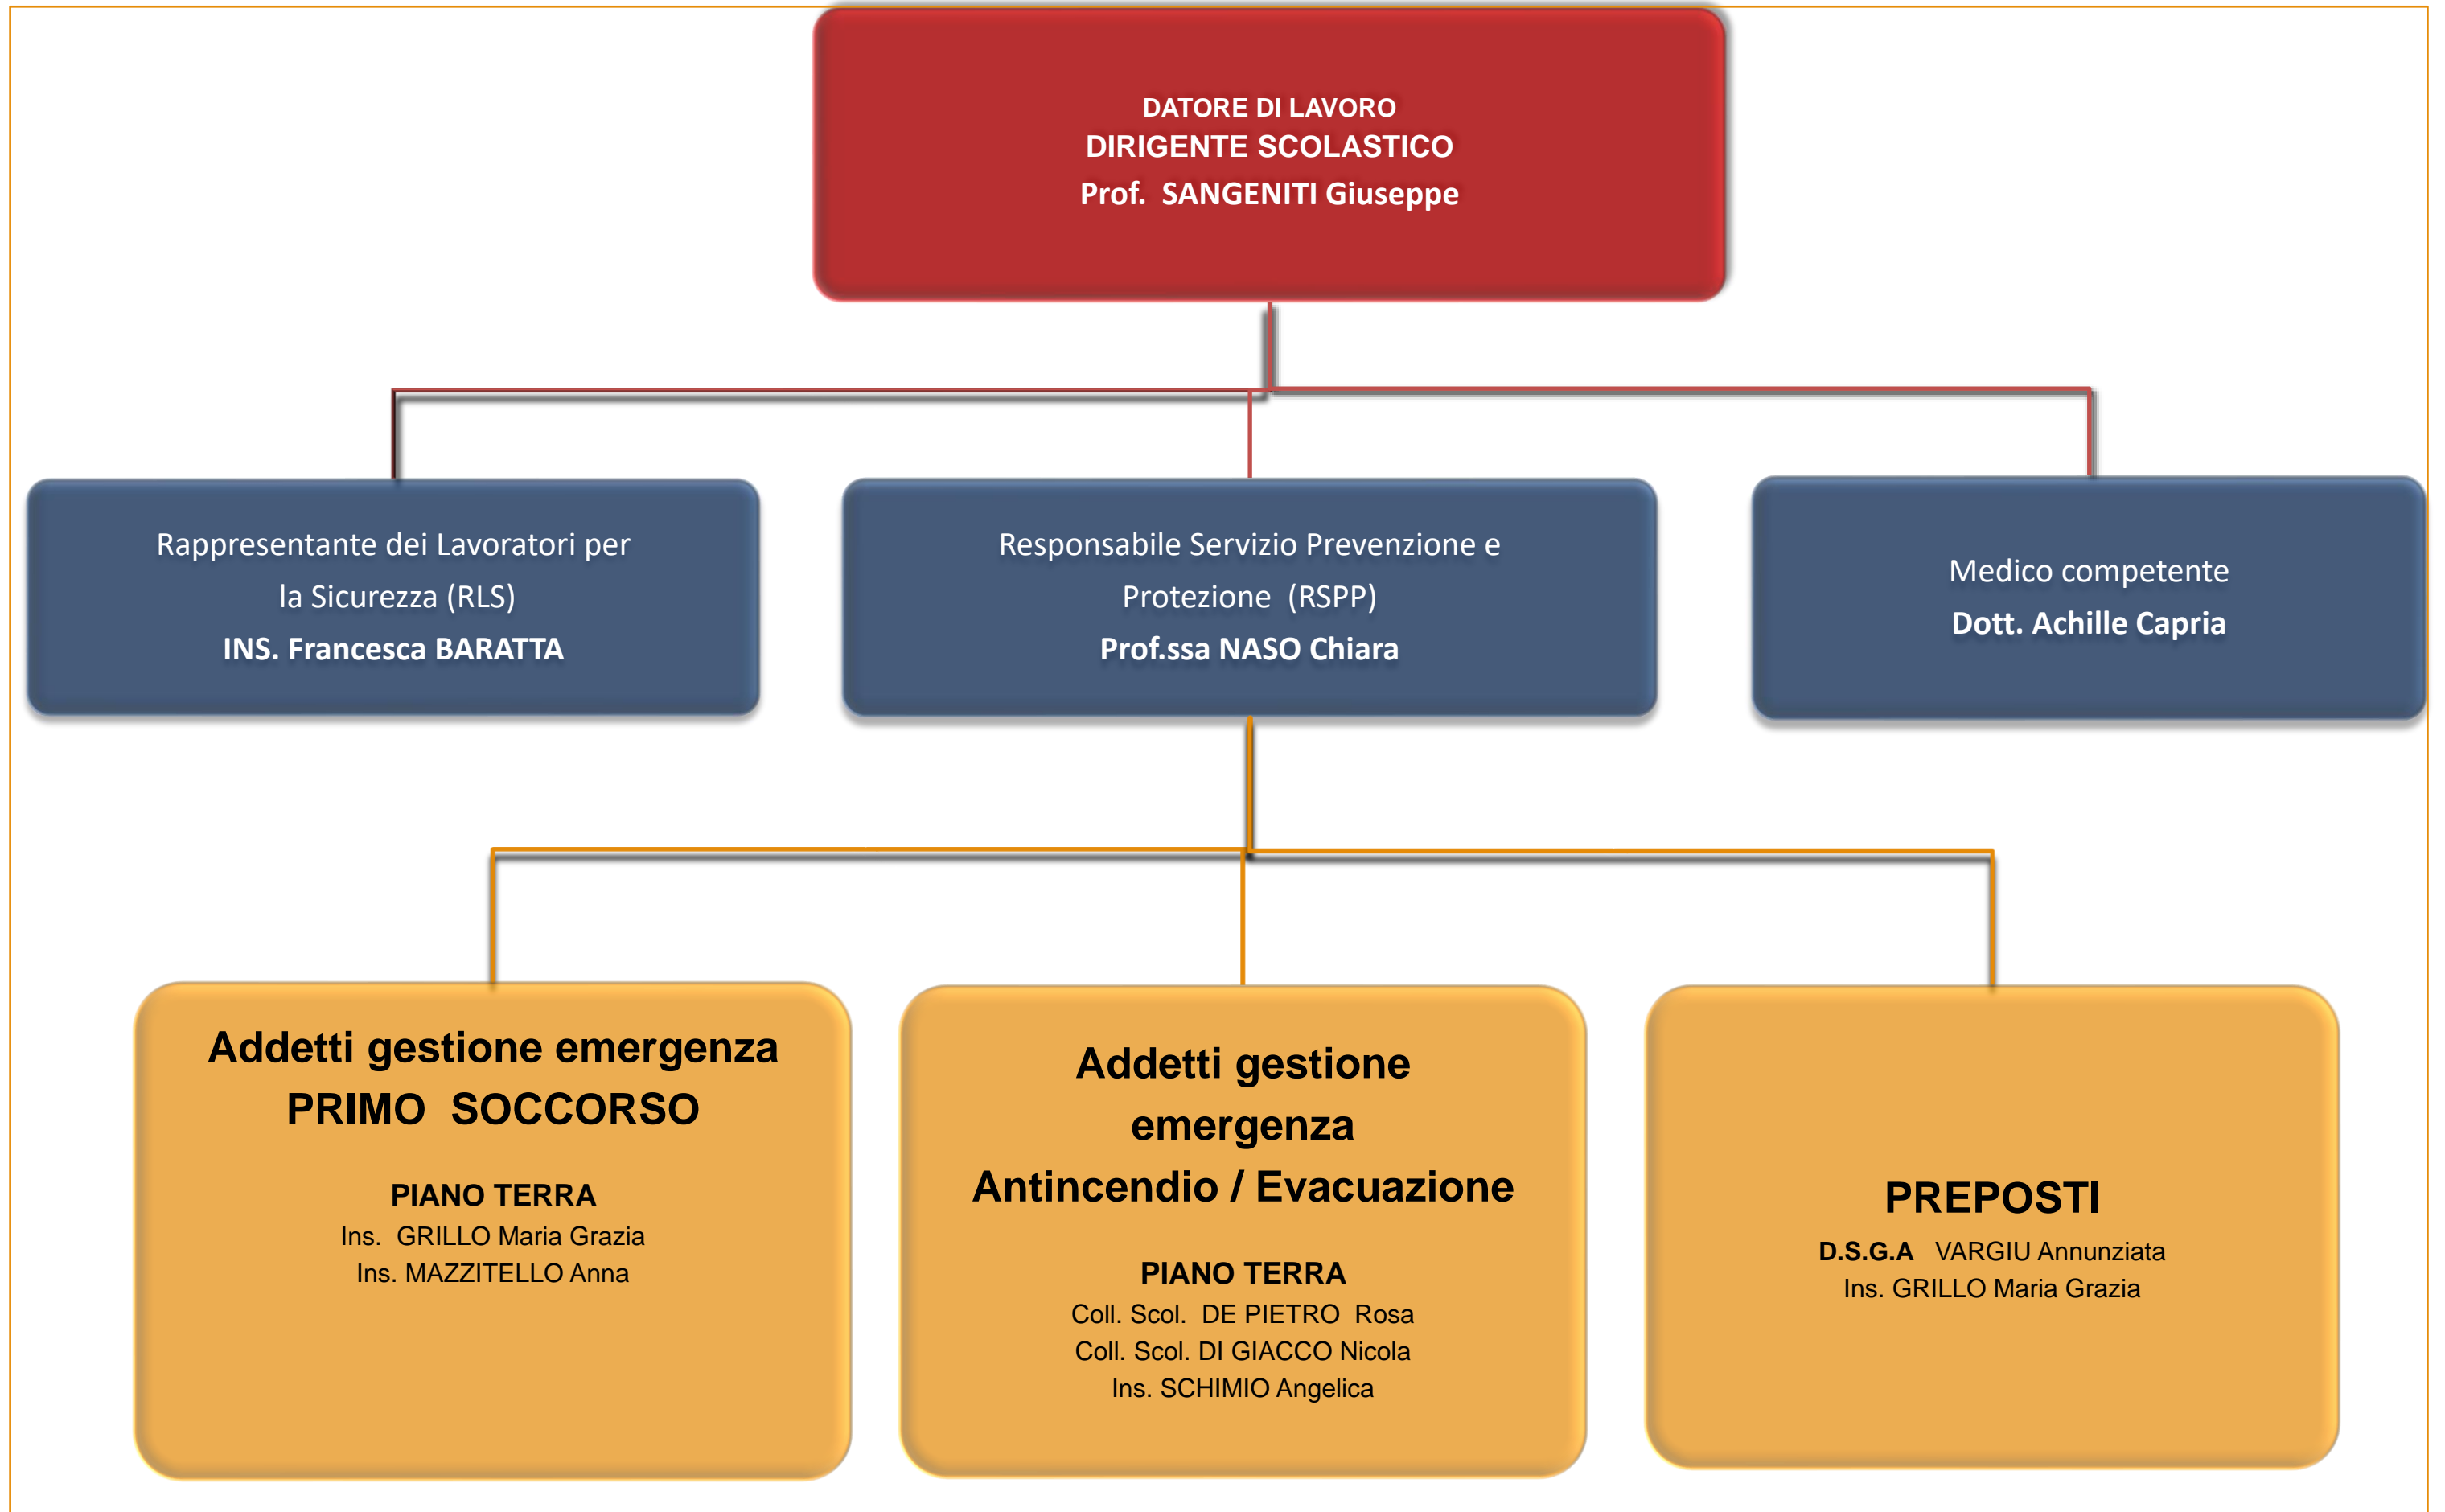 DATORE DI LAVORO
DIRIGENTE SCOLASTICO
Prof. SANGENITI Giuseppe
Rappresentante dei Lavoratori per
la Sicurezza (RLS)
INS. Francesca BARATTA
Responsabile Servizio Prevenzione e
Protezione (RSPP)
Prof.ssa NASO Chiara
Medico competente
Dott. Achille Capria
Addetti gestione emergenza
PRIMO SOCCORSO
PIANO TERRA
Ins. GRILLO Maria Grazia
Ins. MAZZITELLO Anna
Addetti gestione
emergenza
Antincendio / Evacuazione
PIANO TERRA
Coll. Scol. DE PIETRO Rosa
Coll. Scol. DI GIACCO Nicola
Ins. SCHIMIO Angelica
PREPOSTI
D.S.G.A VARGIU Annunziata
Ins. GRILLO Maria Grazia